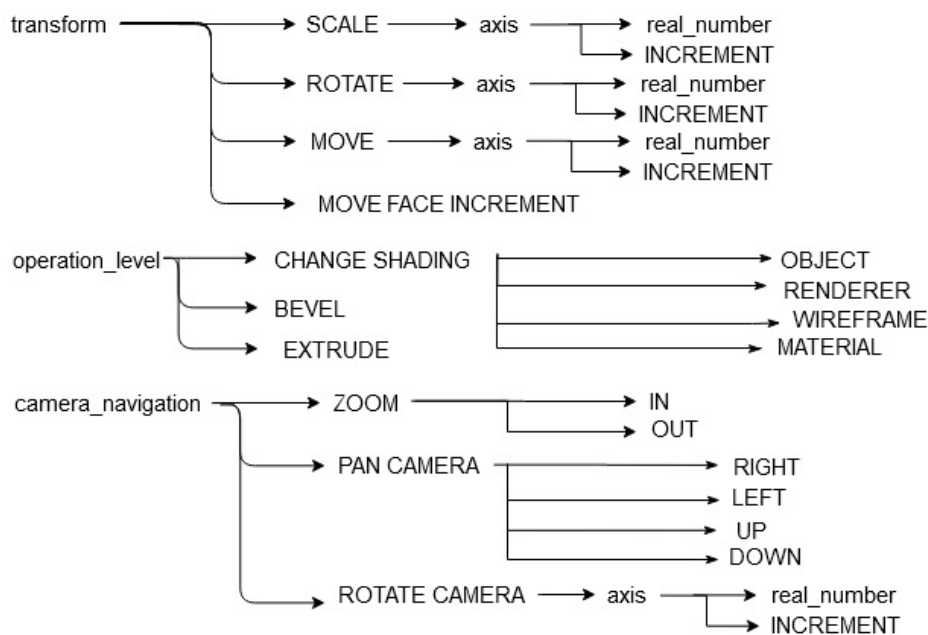 transform SCALE axis real_number
INCREMENT
ROTATE axis real_number
INCREMENT
MOVE axis real_number
INCREMENT
MOVE FACE INCREMENT
operation_level CHANGE SHADING OBJECT
RENDERER
BEVEL
WIREFRAME
EXTRUDE MATERIAL
camera_navigation ZOOM IN
OUT
PAN CAMERA RIGHT
LEFT
UP
DOWN
ROTATE CAMERA axis real_number
INCREMENT